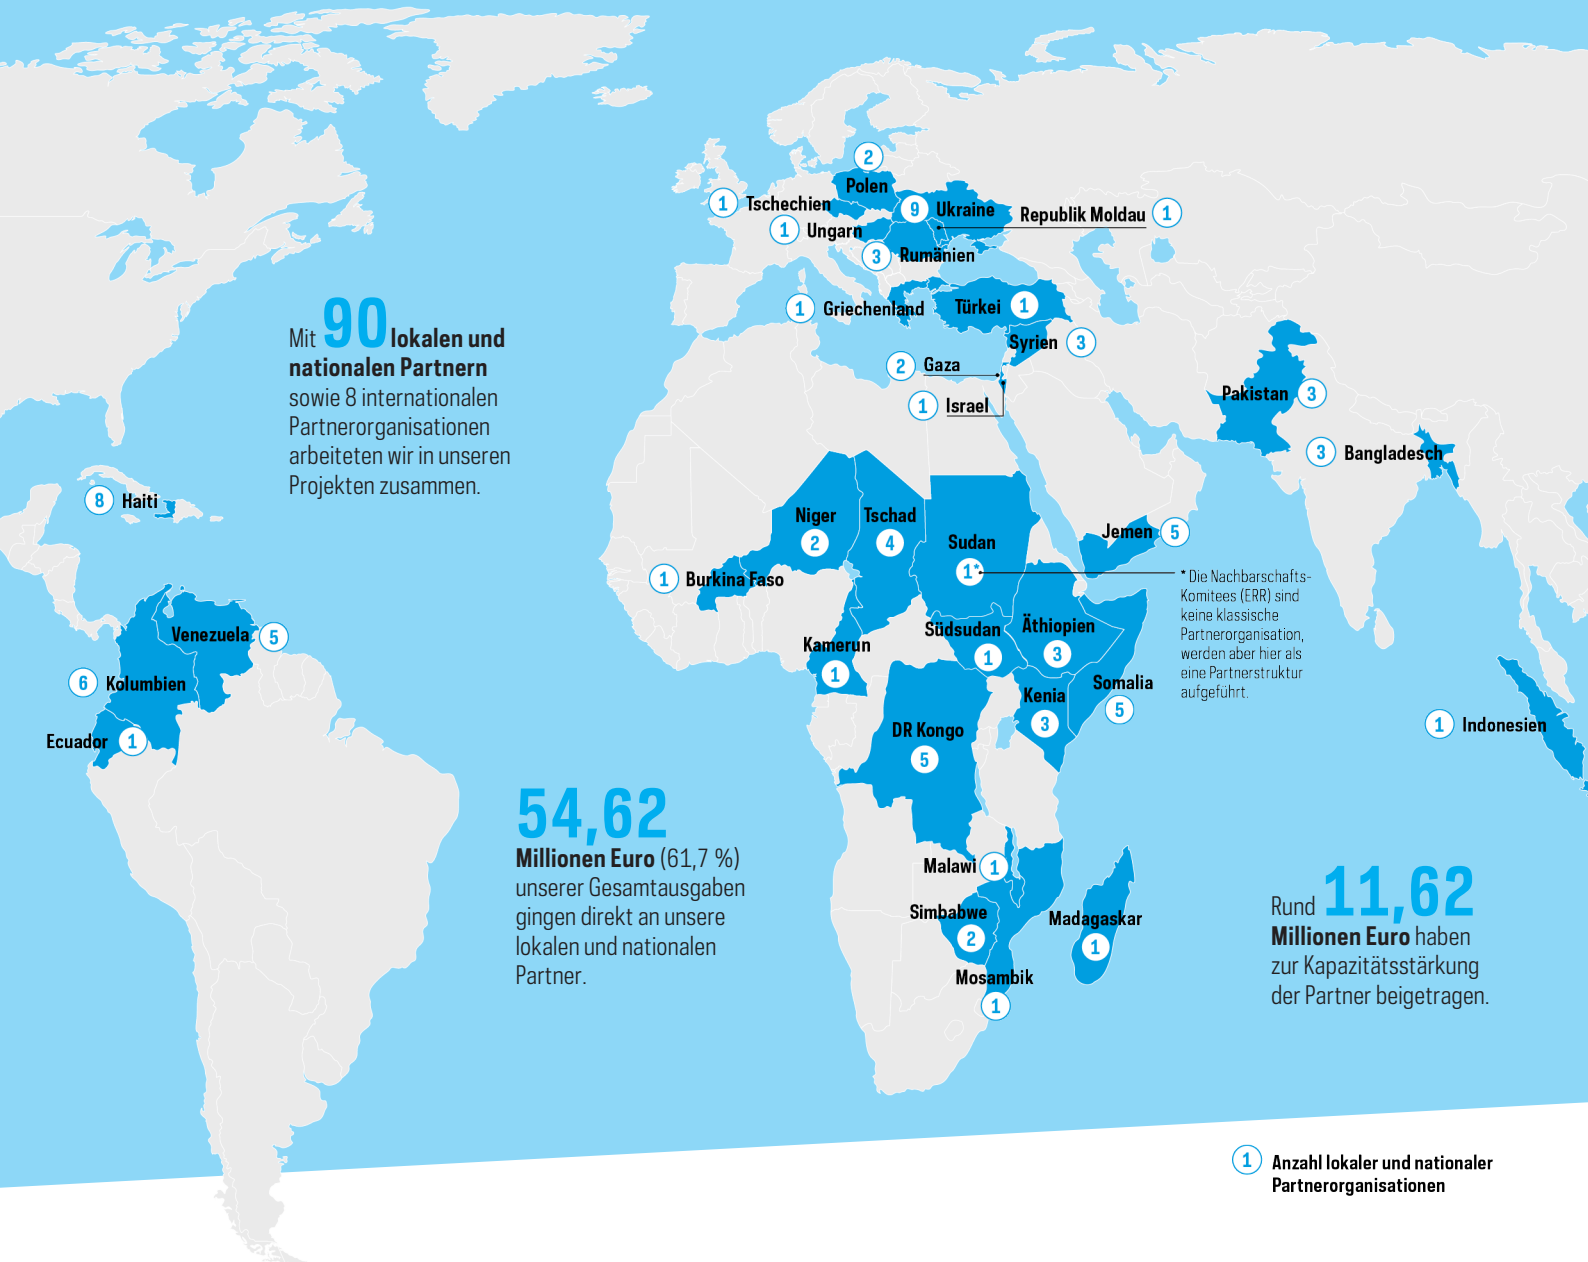 2
Polen
1 Tschechien
9 Ukraine
Republik Moldau 1
1 Ungarn
3 Rumänien
1 Griechenland
Türkei 1
Syrien 3
2 Gaza
1 Israel
Mit 90 lokalen und
nationalen Partnern
sowie 8 internationalen
Partnerorganisationen
arbeiteten wir in unseren
Projekten zusammen.
Pakistan 3
3 Bangladesch
8 Haiti
Niger
2
Tschad
4
Sudan
1*
Jemen 5
* Die Nachbarschafts-
Komitees (ERR) sind
keine klassische
Partnerorganisation,
werden aber hier als
eine Partnerstruktur
aufgeführt.
1 Burkina Faso
Venezuela 5
6 Kolumbien
Ecuador 1
Kamerun
1
Südsudan
1
Äthiopien
3
Somalia
5
Kenia
3
DR Kongo
5
1 Indonesien
54,62
Millionen Euro (61,7 %)
unserer Gesamtausgaben
gingen direkt an unsere
lokalen und nationalen
Partner.
Malawi 1
Simbabwe
2
Madagaskar
1
Mosambik
1
Rund 11,62
Millionen Euro haben
zur Kapazitätsstärkung
der Partner beigetragen.
1 Anzahl lokaler und nationaler
Partnerorganisationen